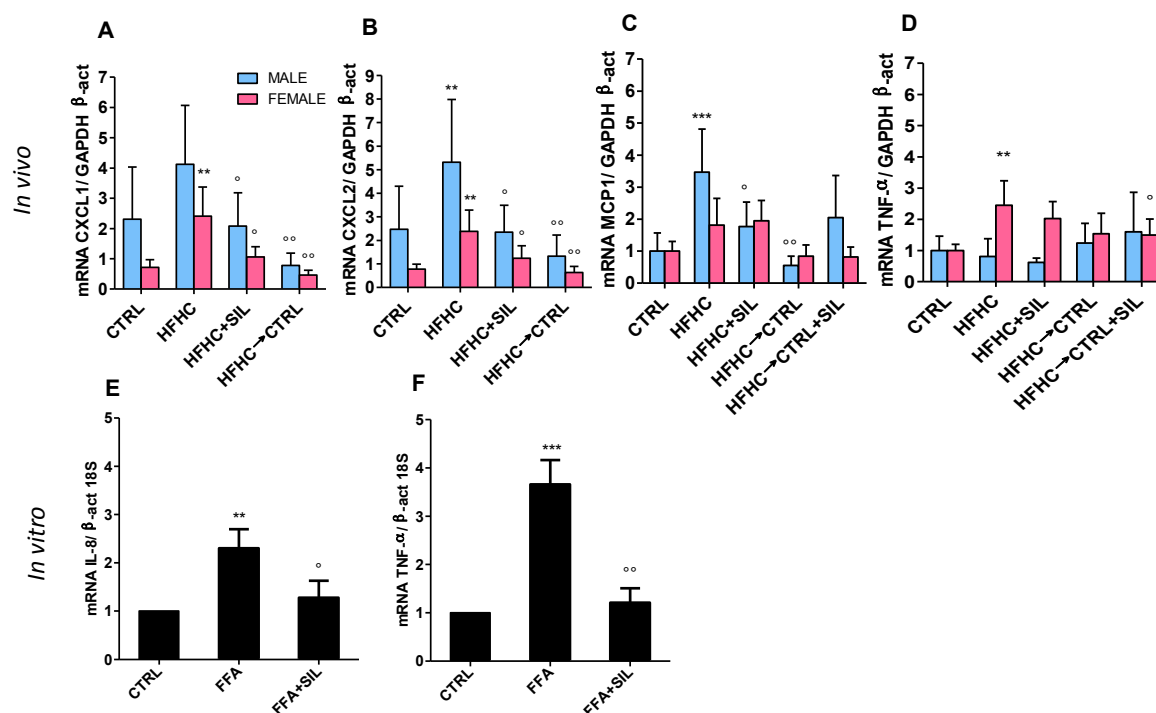 In vivo
A
mRNA CXCL1/ GAPDH β-act
7
6
5
4
3
2
1
0
MALE
FEMALE
**
°
°°
°°
CTRL
HFHC
HFHC+SIL
HFHC→CTRL
B
mRNA CXCL2/ GAPDH β-act
9
8
7
6
5
4
3
2
1
0
**
**
°
°
°°
°°
CTRL
HFHC
HFHC+SIL
HFHC→CTRL
C
mRNA MCP1/ GAPDH β-act
7
6
5
4
3
2
1
0
***
°
°°
CTRL
HFHC
HFHC+SIL
HFHC→CTRL
HFHC→CTRL+SIL
D
mRNA TNF-α/ GAPDH β-act
7
6
5
4
3
2
1
0
**
°
CTRL
HFHC
HFHC+SIL
HFHC→CTRL
HFHC→CTRL+SIL
In vitro
E
mRNA IL-8/ β-act 18S
5
4
3
2
1
0
**
°
CTRL
FFA
FFA+SIL
F
mRNA TNF-α/ β-act 18S
5
4
3
2
1
0
***
°°
CTRL
FFA
FFA+SIL